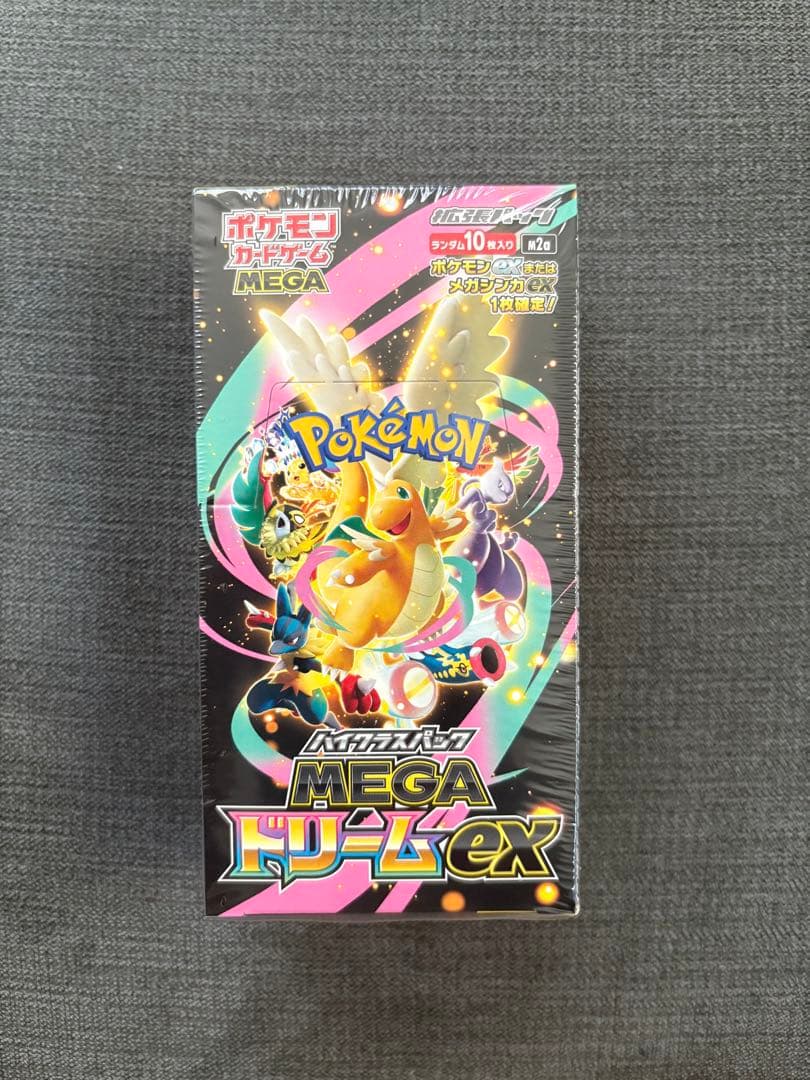 ポケモン
カードゲーム
MEGA
拡張パック
ランダム10枚入り m2a
ポケモンexまたは
メガシンカex
1枚確定!
POKéMON
ハイクラスパック
MEGA
ドリームex